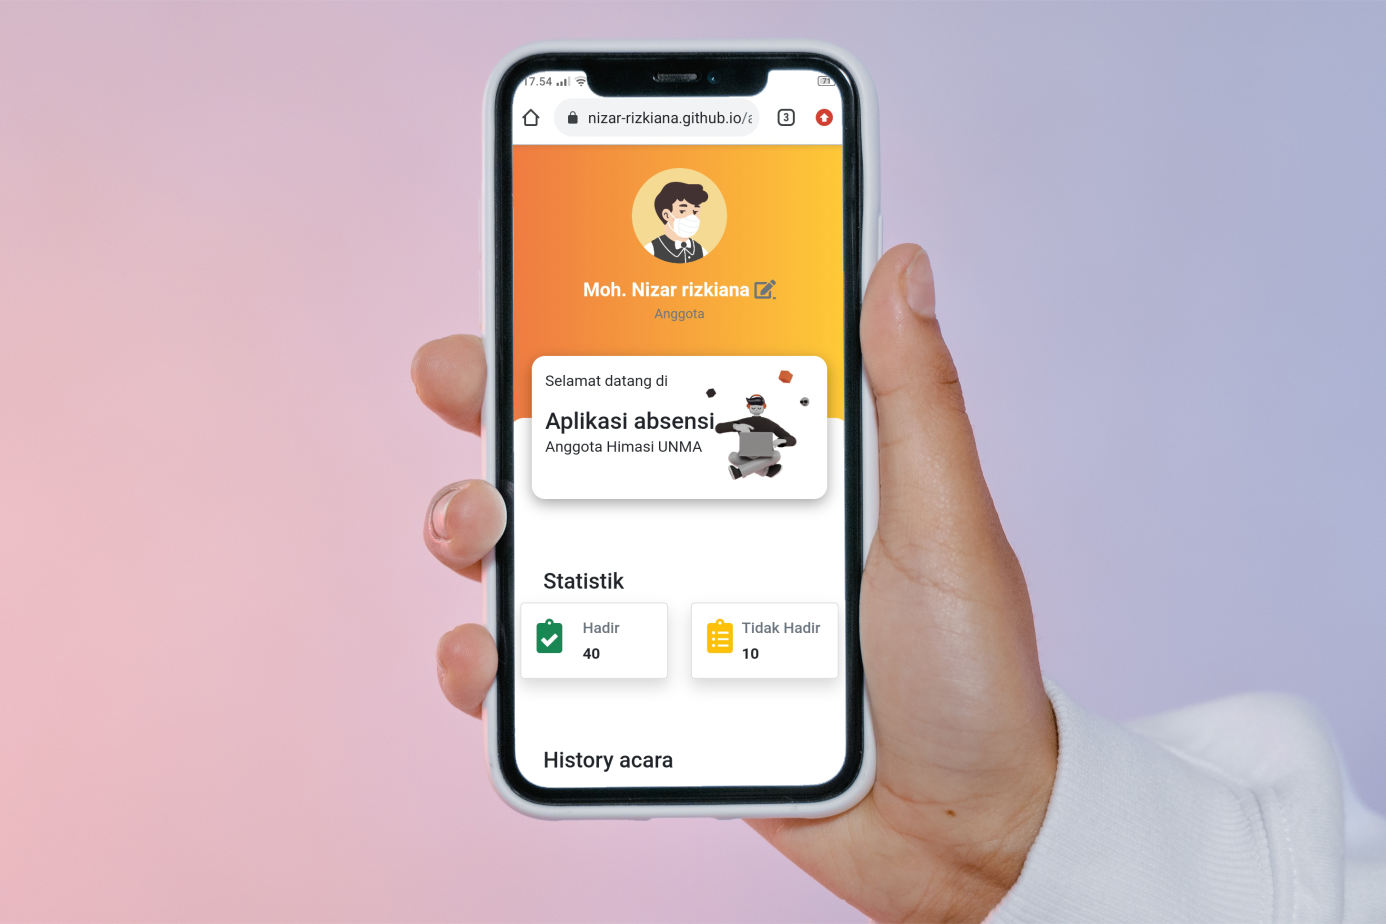 17.54
71
nizar-rizkiana.github.io/a
3
Moh. Nizar rizkiana
Anggota
Selamat datang di
Aplikasi absensi
Anggota Himasi UNMA
Statistik
Hadir
40
Tidak Hadir
10
History acara